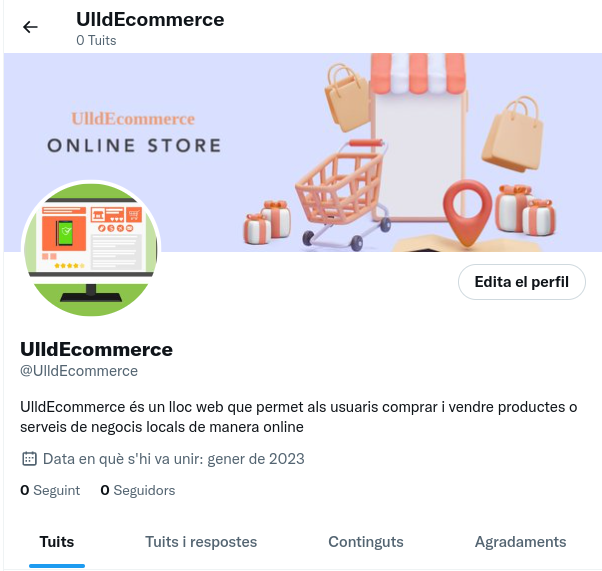 UlldEcommerce
0 Tuits
UlldEcommerce
ONLINE STORE
Edita el perfil
UlldEcommerce
@UlldEcommerce
UlldEcommerce és un lloc web que permet als usuaris comprar i vendre productes o
serveis de negocis locals de manera online
Data en què s'hi va unir: gener de 2023
0 Seguint 0 Seguidors
Tuits Tuits i respostes Continguts Agradaments